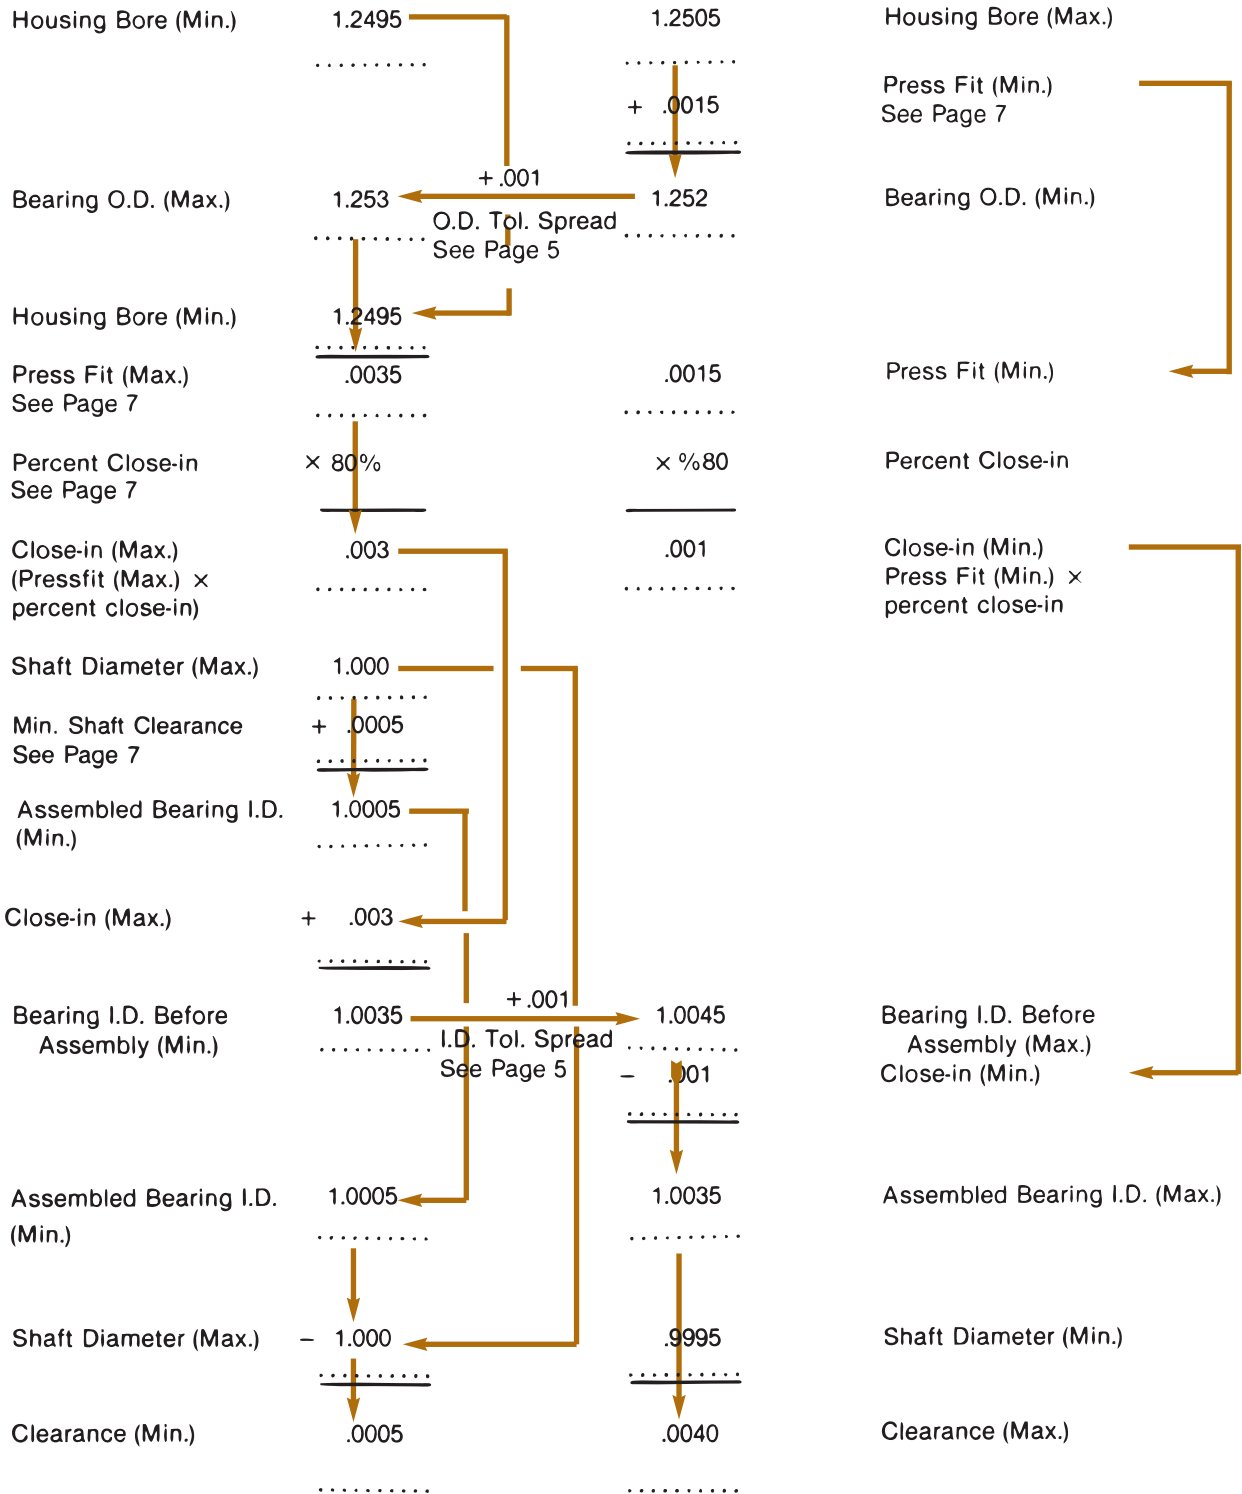 Housing Bore (Min.) 1.2495 1.2505 Housing Bore (Max.)
+ .0015 Press Fit (Min.)
See Page 7
+.001
Bearing O.D. (Max.) 1.253 1.252 Bearing O.D. (Min.)
O.D. Tol. Spread
See Page 5
Housing Bore (Min.) 1.2495
Press Fit (Max.) .0035 .0015 Press Fit (Min.)
See Page 7
Percent Close-in × 80% × %80 Percent Close-in
See Page 7
Close-in (Max.) .003 .001 Close-in (Min.)
(Pressfit (Max.) × Press Fit (Min.) ×
percent close-in) percent close-in
Shaft Diameter (Max.) 1.000
Min. Shaft Clearance + .0005
See Page 7
Assembled Bearing I.D. 1.0005
(Min.)
Close-in (Max.) + .003
+.001
Bearing I.D. Before 1.0035 1.0045 Bearing I.D. Before
Assembly (Min.) I.D. Tol. Spread Assembly (Max.)
See Page 5 − .001 Close-in (Min.)
Assembled Bearing I.D. 1.0005 1.0035 Assembled Bearing I.D. (Max.)
(Min.)
Shaft Diameter (Max.) − 1.000 .9995 Shaft Diameter (Min.)
Clearance (Min.) .0005 .0040 Clearance (Max.)